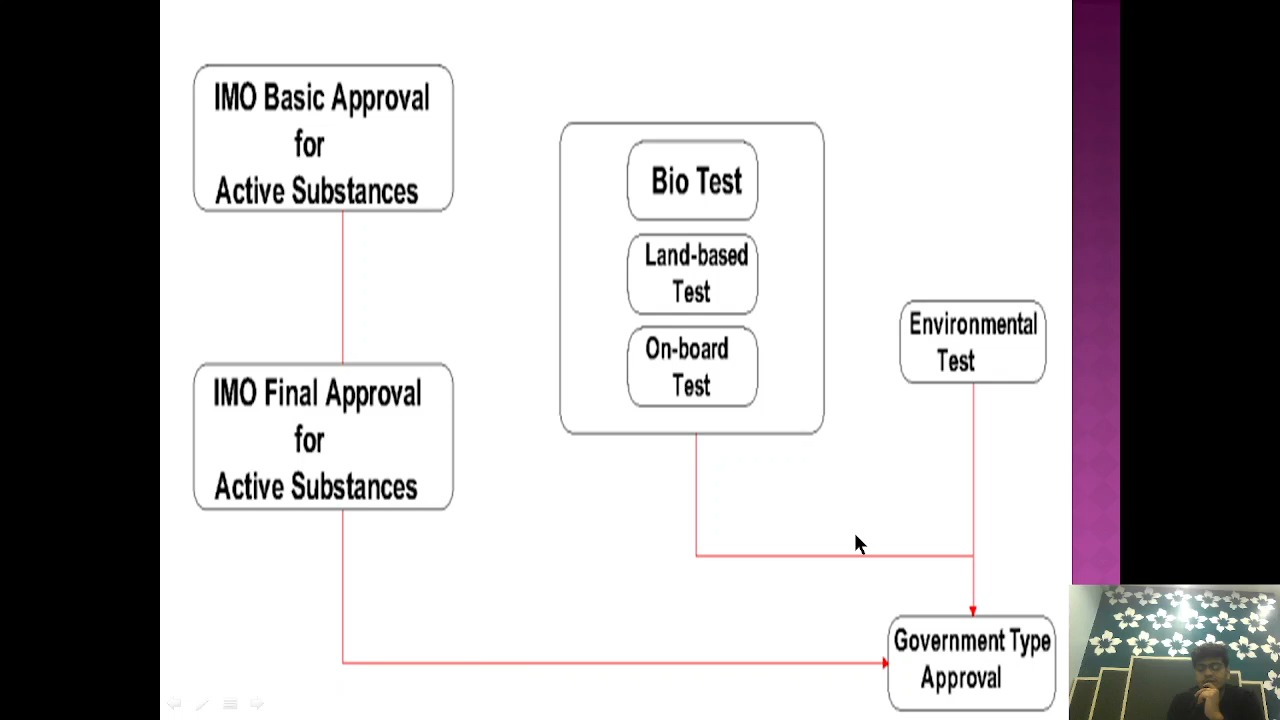 IMO Basic Approval
for
Active Substances
IMO Final Approval
for
Active Substances
Bio Test
Land-based
Test
On-board
Test
Environmental
Test
Government Type
Approval